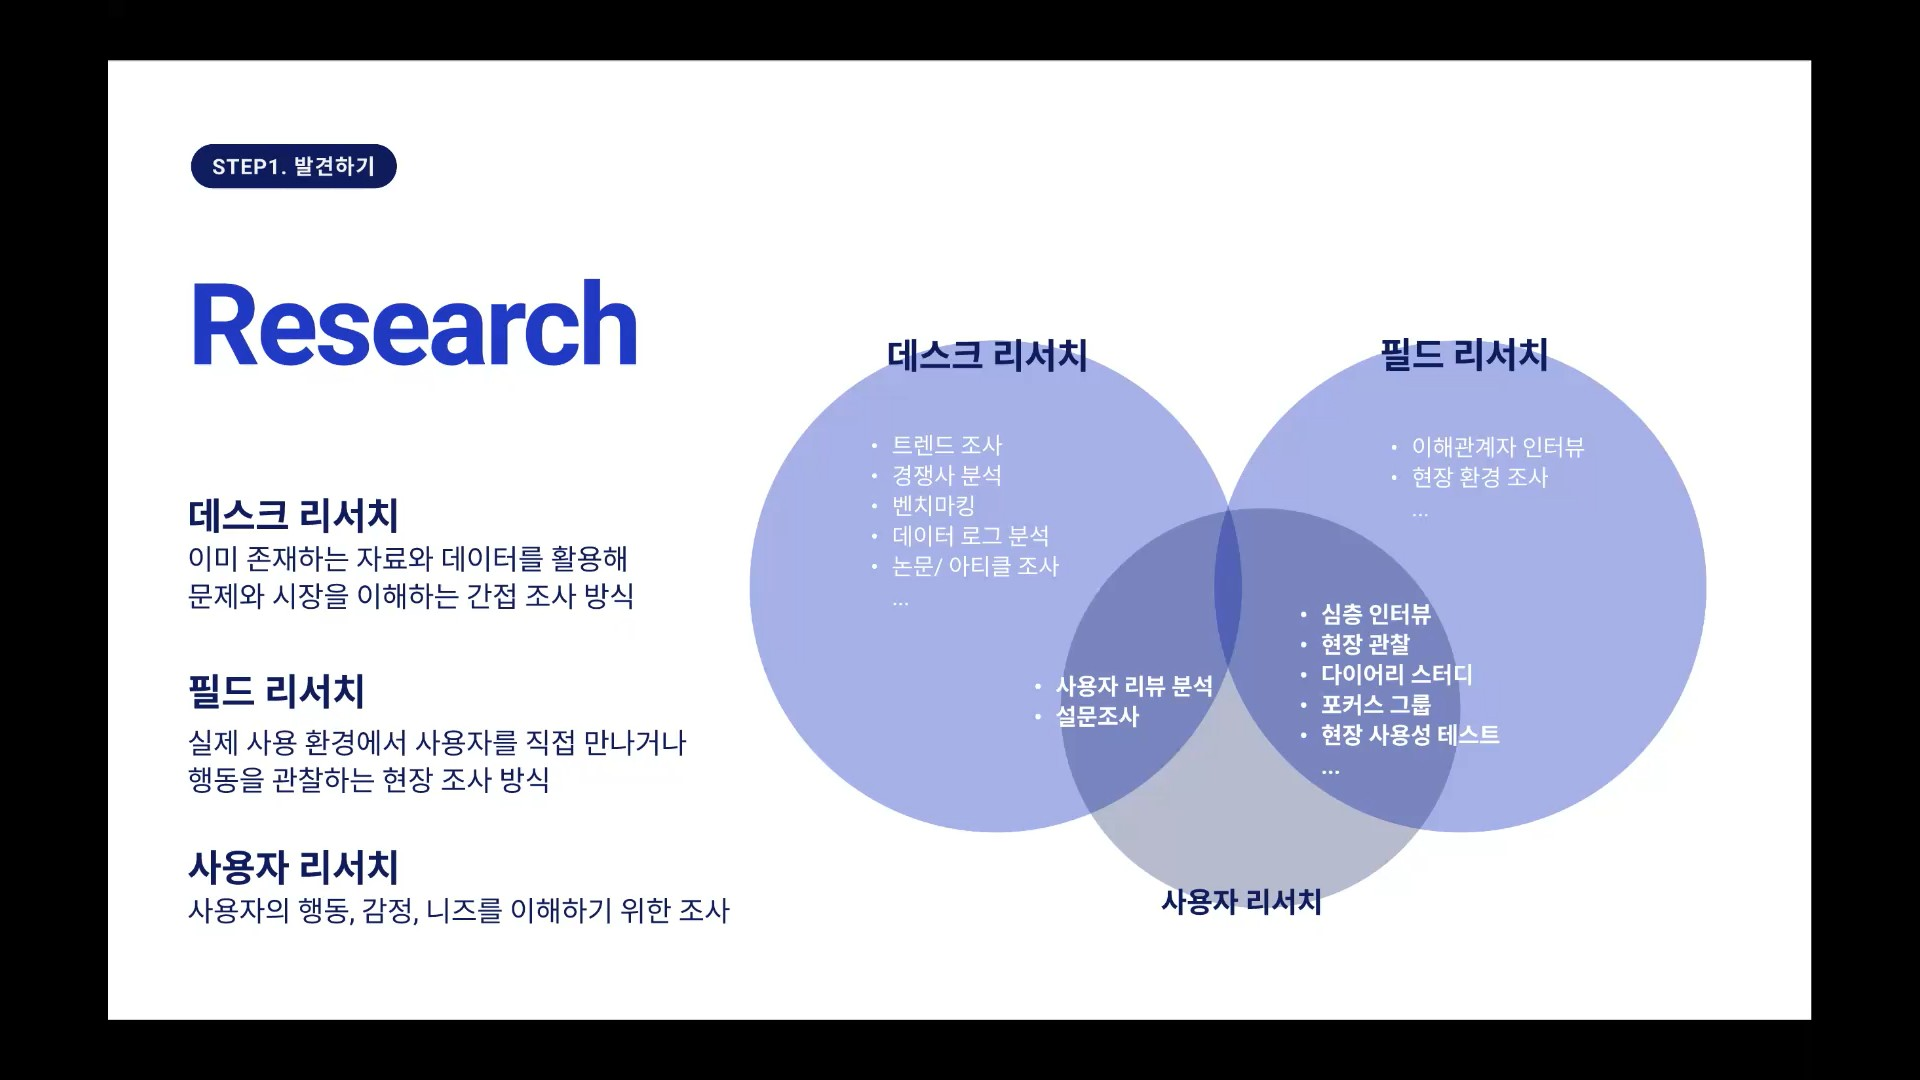 STEP1. 발견하기
Research
데스크 리서치
이미 존재하는 자료와 데이터를 활용해
문제와 시장을 이해하는 간접 조사 방식
필드 리서치
실제 사용 환경에서 사용자를 직접 만나거나
행동을 관찰하는 현장 조사 방식
사용자 리서치
사용자의 행동, 감정, 니즈를 이해하기 위한 조사
데스크 리서치
• 트렌드 조사
• 경쟁사 분석
• 벤치마킹
• 데이터 로그 분석
• 논문/ 아티클 조사
...
필드 리서치
• 이해관계자 인터뷰
• 현장 환경 조사
...
• 사용자 리뷰 분석
• 설문조사
• 심층 인터뷰
• 현장 관찰
• 다이어리 스터디
• 포커스 그룹
• 현장 사용성 테스트
...
사용자 리서치